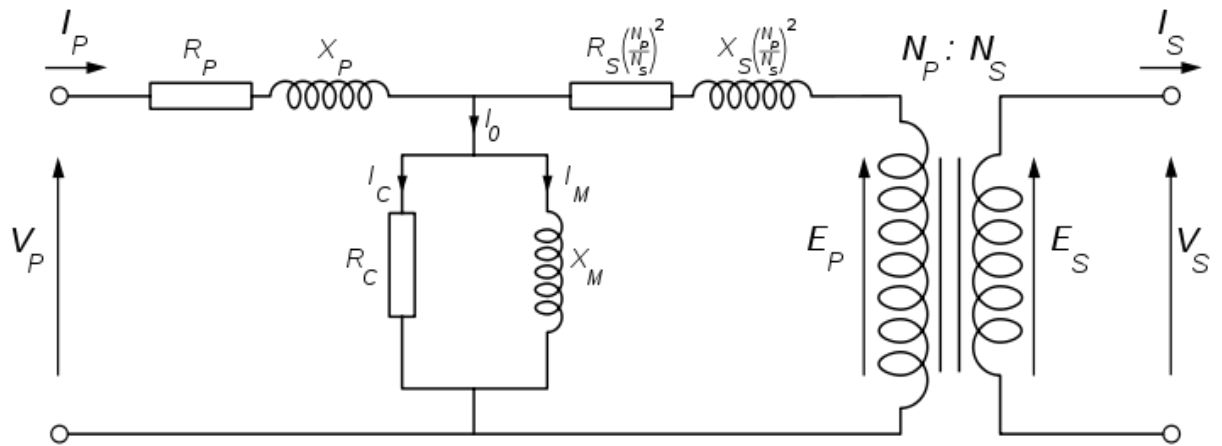 I_P
R_P
X_P
R_S(N_P/N_S)^2
X_S(N_P/N_S)^2
N_P : N_S
I_S
I_0
I_C
I_M
V_P
R_C
X_M
E_P
E_S
V_S